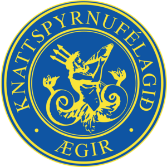 KNATTSPYRNUFÉLAGIÐ
· ÆGIR ·